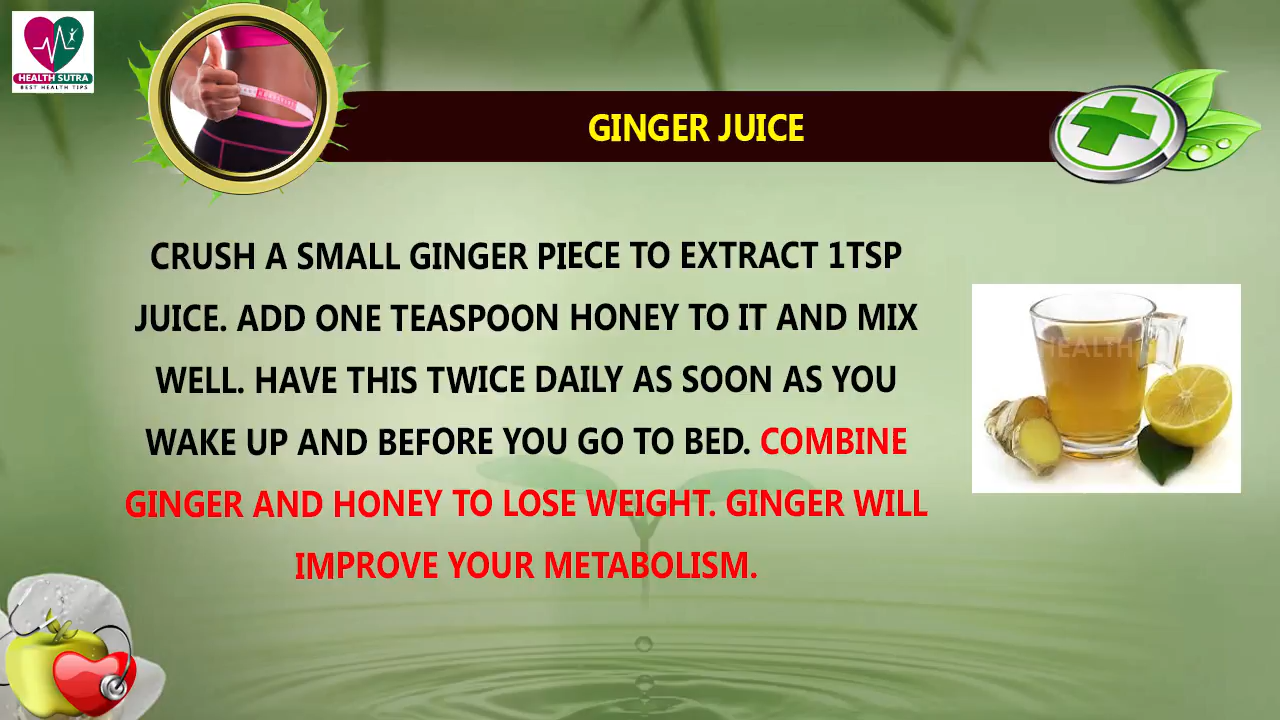 HEALTH SUTRA
BEST HEALTH TIPS
GINGER JUICE
CRUSH A SMALL GINGER PIECE TO EXTRACT 1TSP
JUICE. ADD ONE TEASPOON HONEY TO IT AND MIX
WELL. HAVE THIS TWICE DAILY AS SOON AS YOU
WAKE UP AND BEFORE YOU GO TO BED. COMBINE
GINGER AND HONEY TO LOSE WEIGHT. GINGER WILL
IMPROVE YOUR METABOLISM.
HEALTH